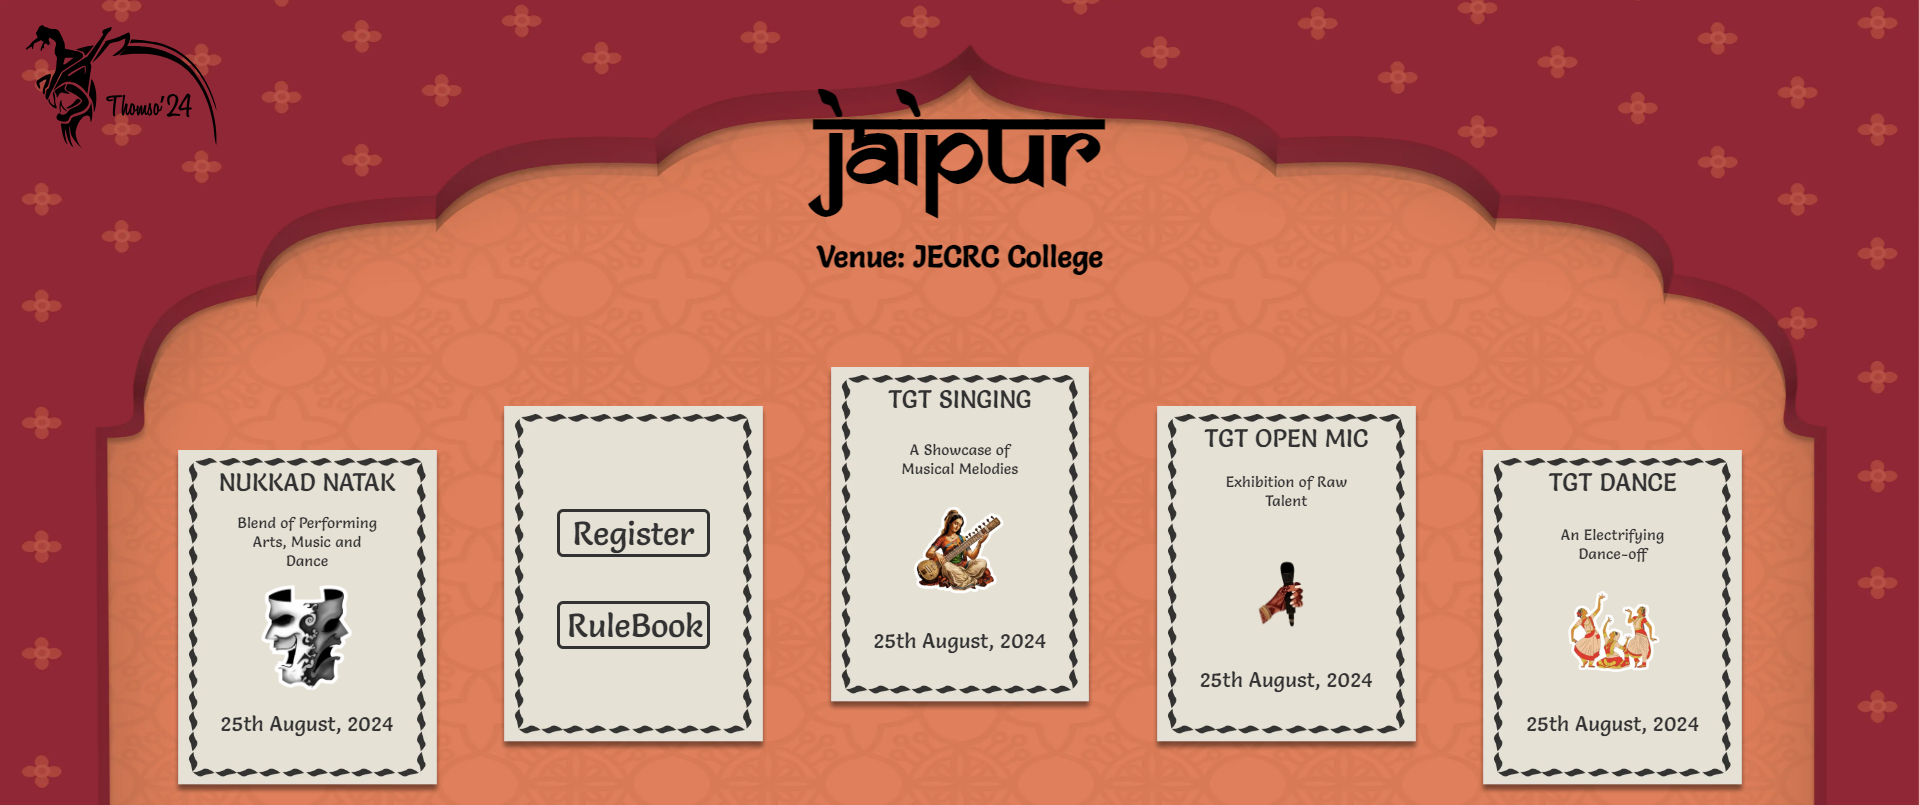 Thomso'24
jaipur
Venue: JECRC College
NUKKAD NATAK
Blend of Performing
Arts, Music and
Dance
25th August, 2024
Register
RuleBook
TGT SINGING
A Showcase of
Musical Melodies
25th August, 2024
TGT OPEN MIC
Exhibition of Raw
Talent
25th August, 2024
TGT DANCE
An Electrifying
Dance-off
25th August, 2024